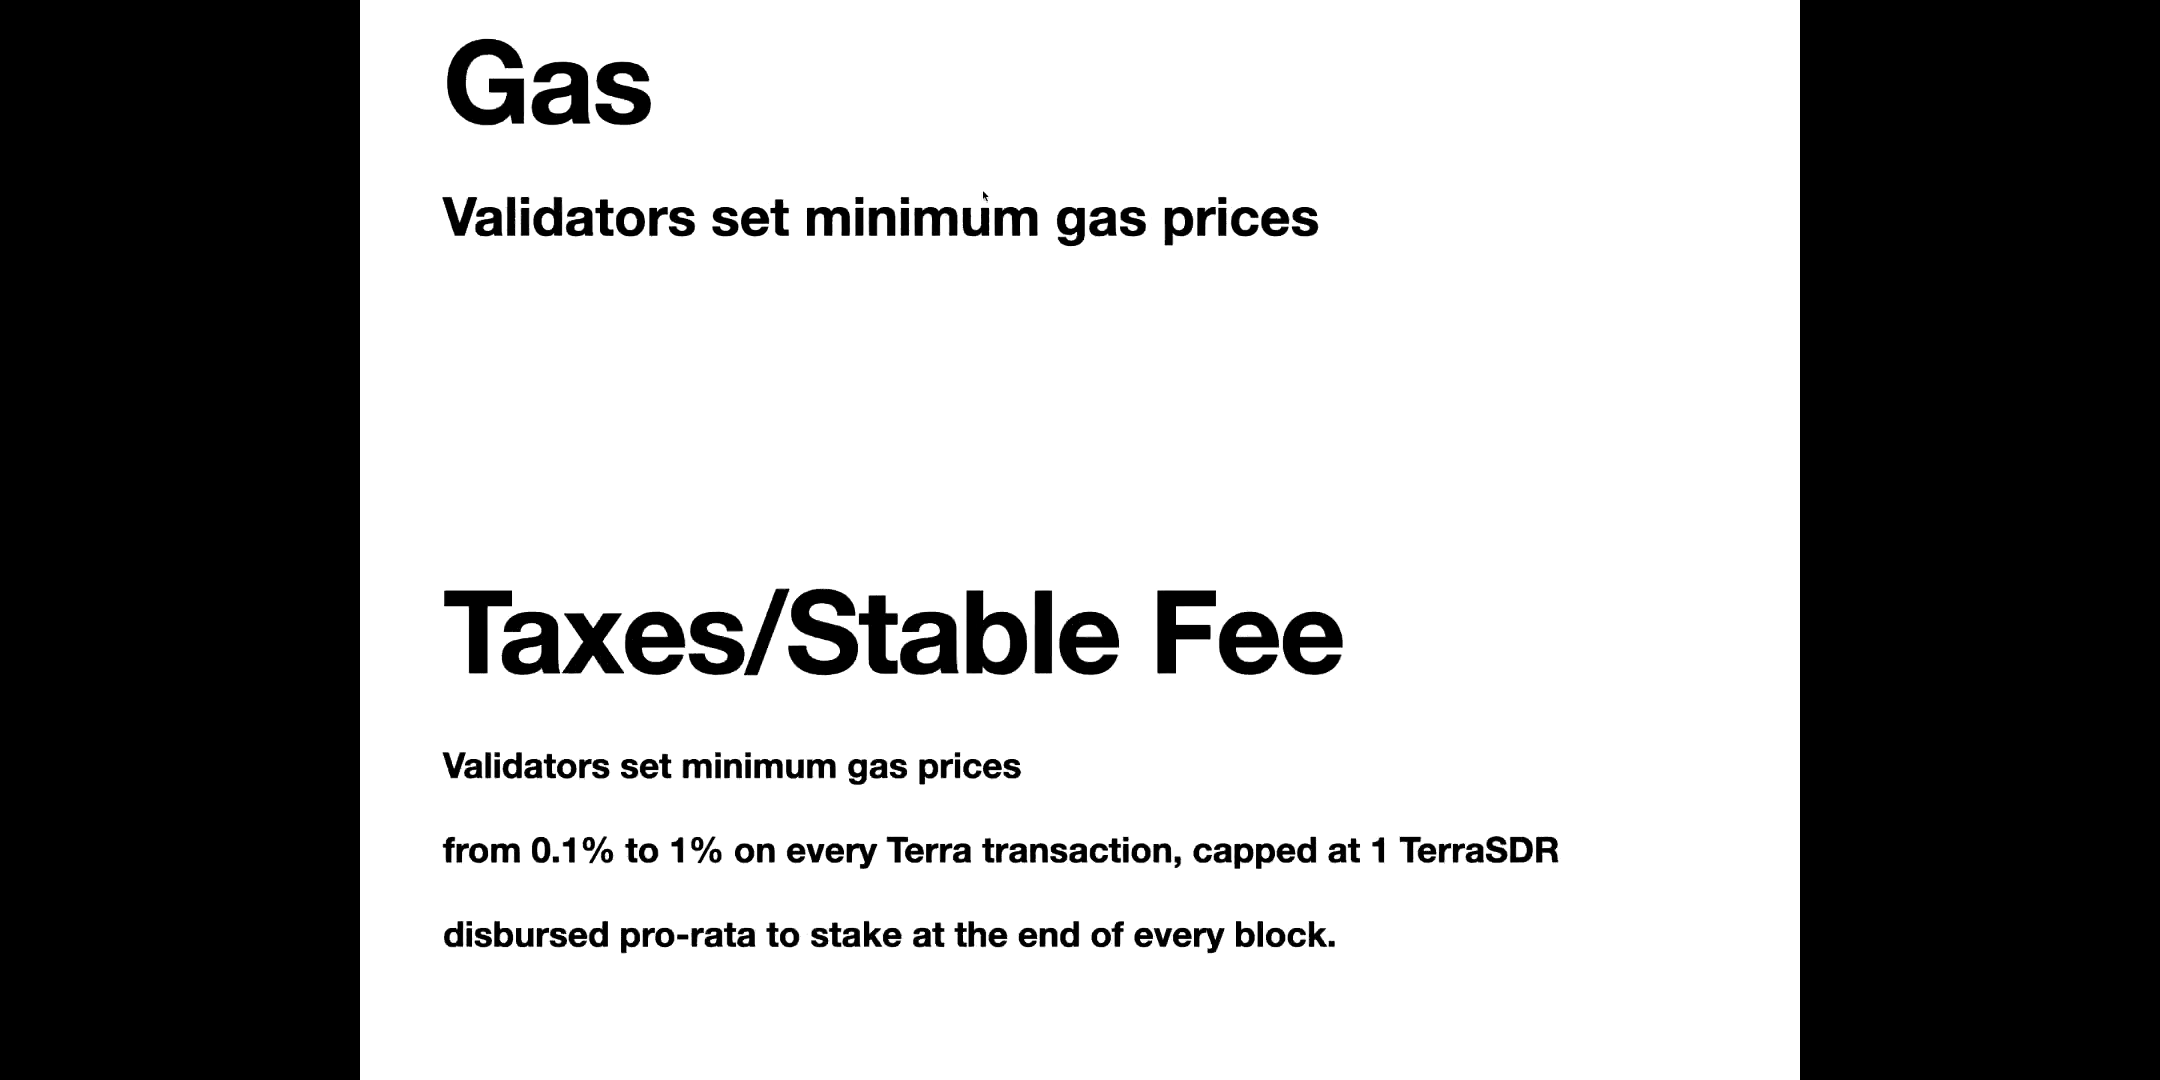 Gas
Validators set minimum gas prices
Taxes/Stable Fee
Validators set minimum gas prices
from 0.1% to 1% on every Terra transaction, capped at 1 TerraSDR
disbursed pro-rata to stake at the end of every block.